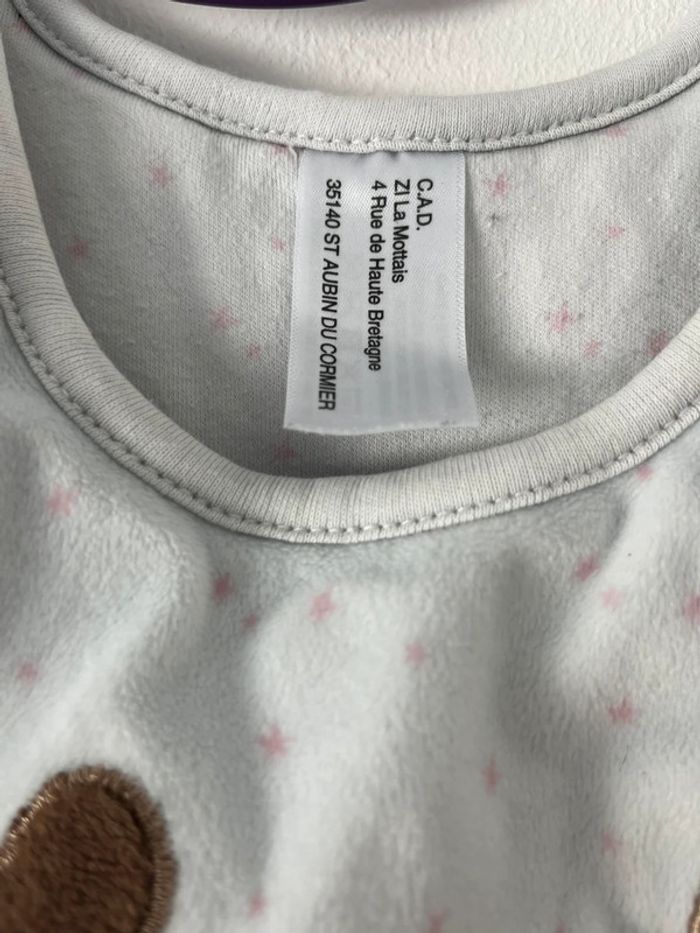 C.A.D.
ZI La Mottais
4 Rue de Haute Bretagne
35140 ST AUBIN DU CORMIER